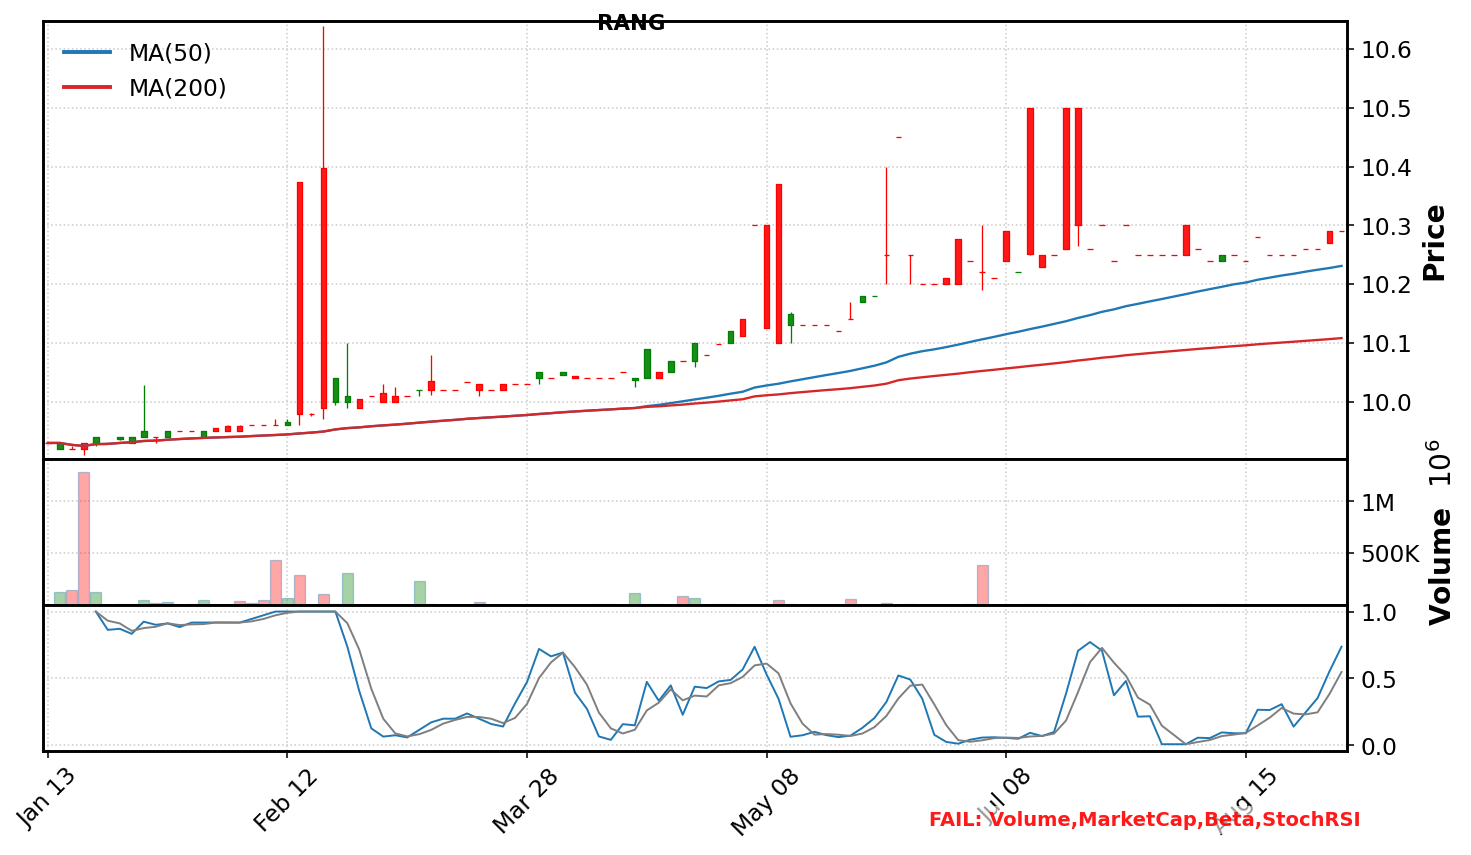 RANG
MA(50)
MA(200)
10.6
10.5
10.4
10.3
10.2
10.1
10.0
Price
1M
500K
Volume 10⁶
1.0
0.5
0.0
Jan 13
Feb 12
Mar 28
May 08
Jul 08
Aug 15
FAIL: Volume,MarketCap,Beta,StochRSI